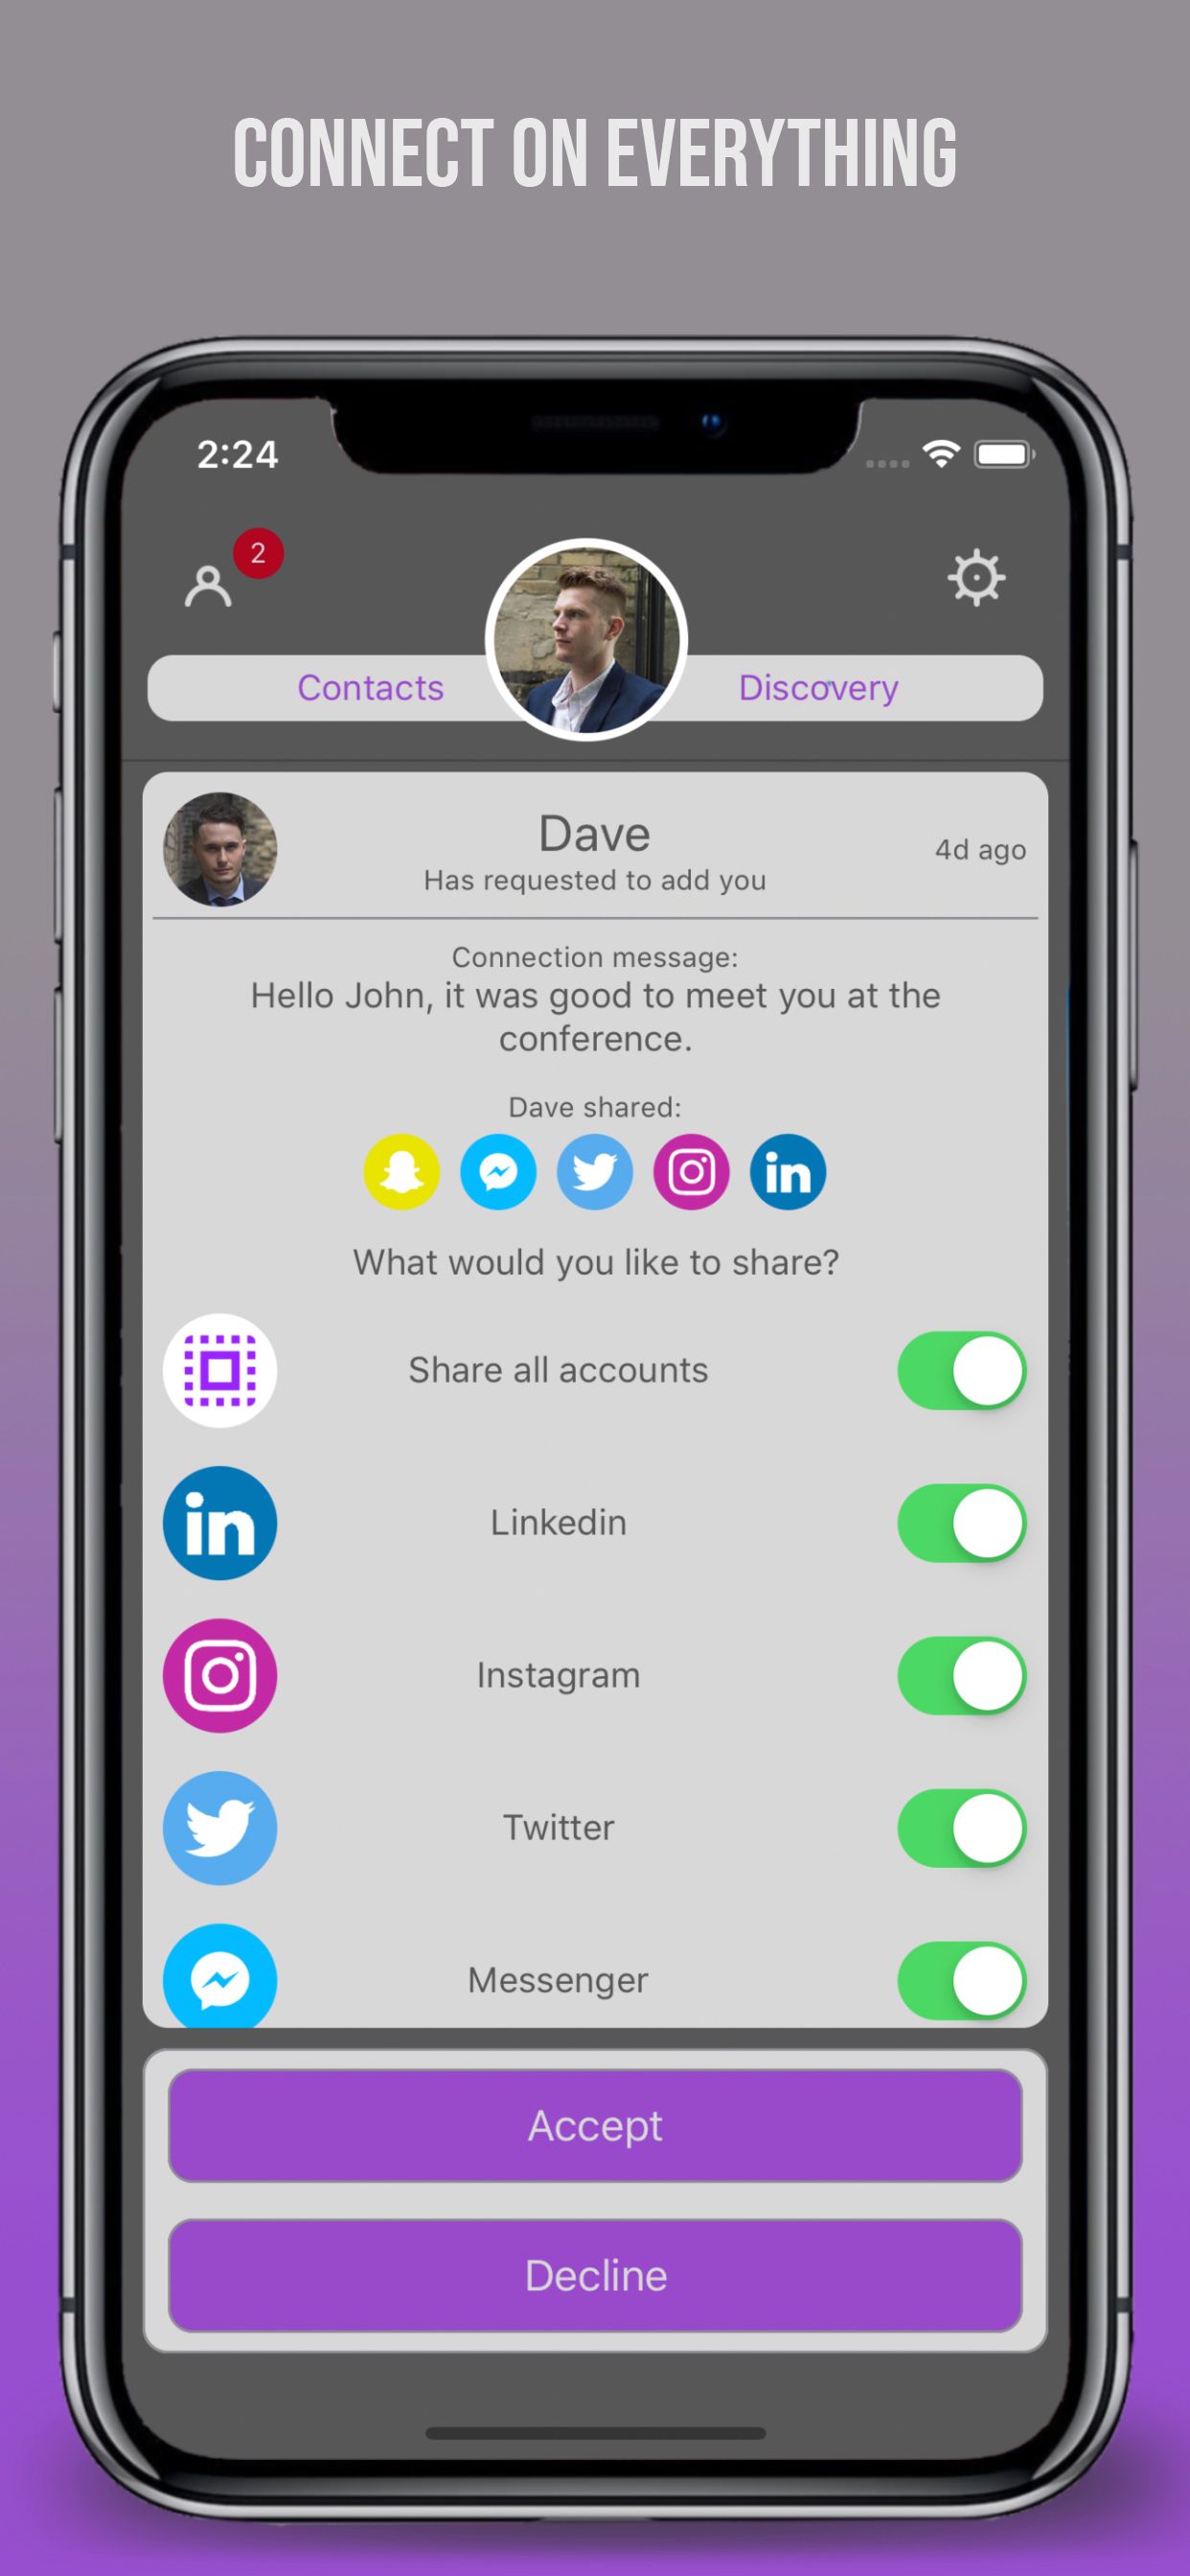 CONNECT ON EVERYTHING
2:24
2
Contacts
Discovery
Dave
Has requested to add you
4d ago
Connection message:
Hello John, it was good to meet you at the
conference.
Dave shared:
in
What would you like to share?
Share all accounts
in
Linkedin
Instagram
Twitter
Messenger
Accept
Decline